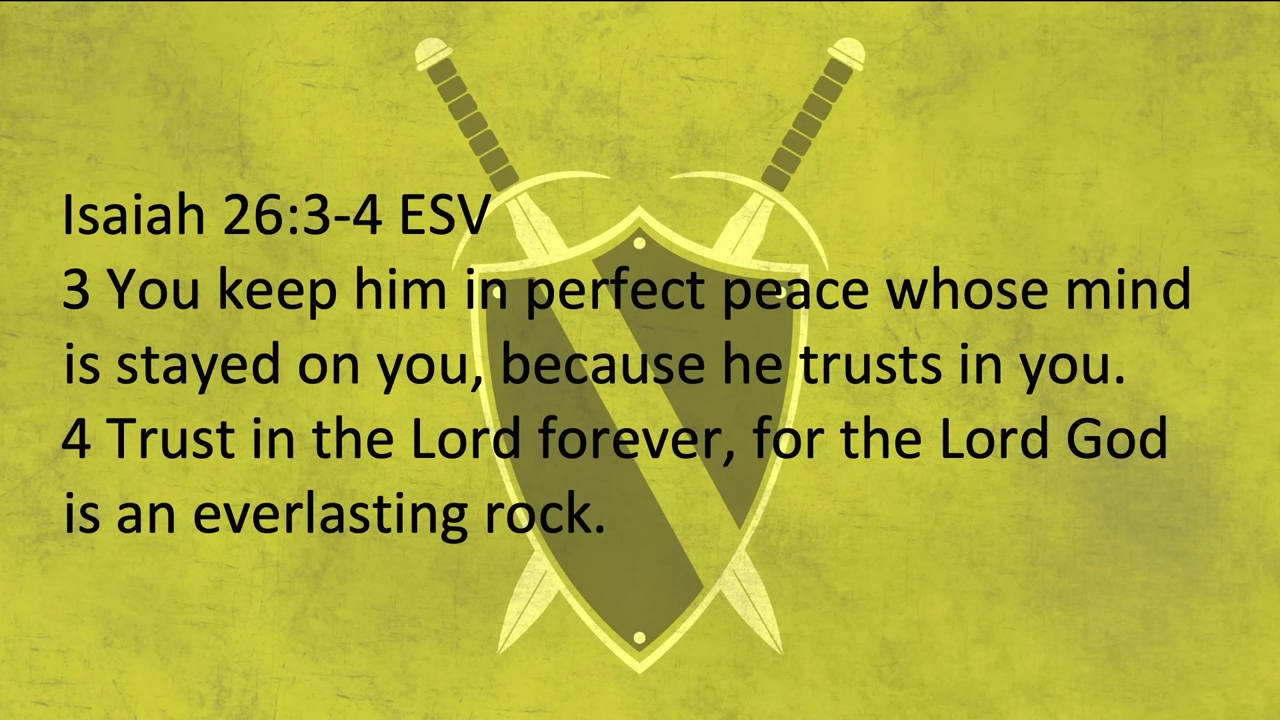 Isaiah 26:3-4 ESV
3 You keep him in perfect peace whose mind
is stayed on you, because he trusts in you.
4 Trust in the Lord forever, for the Lord God
is an everlasting rock.